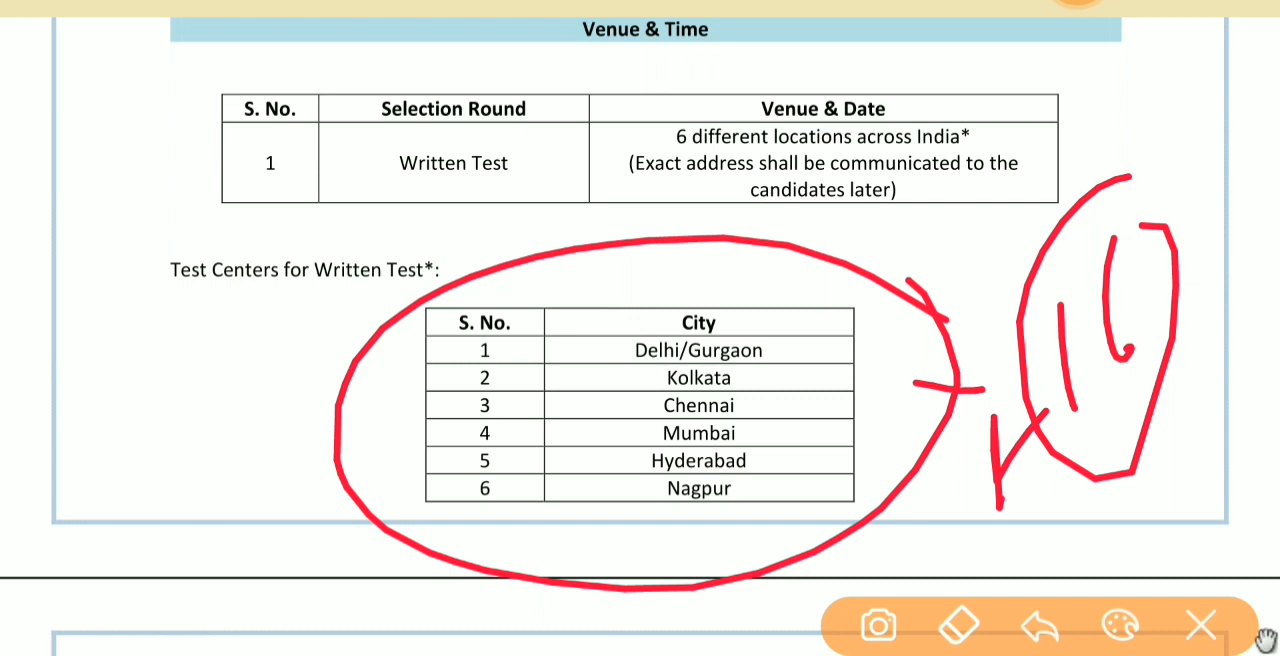 Venue & Time
S. No. Selection Round Venue & Date
1 Written Test 6 different locations across India*
(Exact address shall be communicated to the
candidates later)
Test Centers for Written Test*:
S. No. City
1 Delhi/Gurgaon
2 Kolkata
3 Chennai
4 Mumbai
5 Hyderabad
6 Nagpur